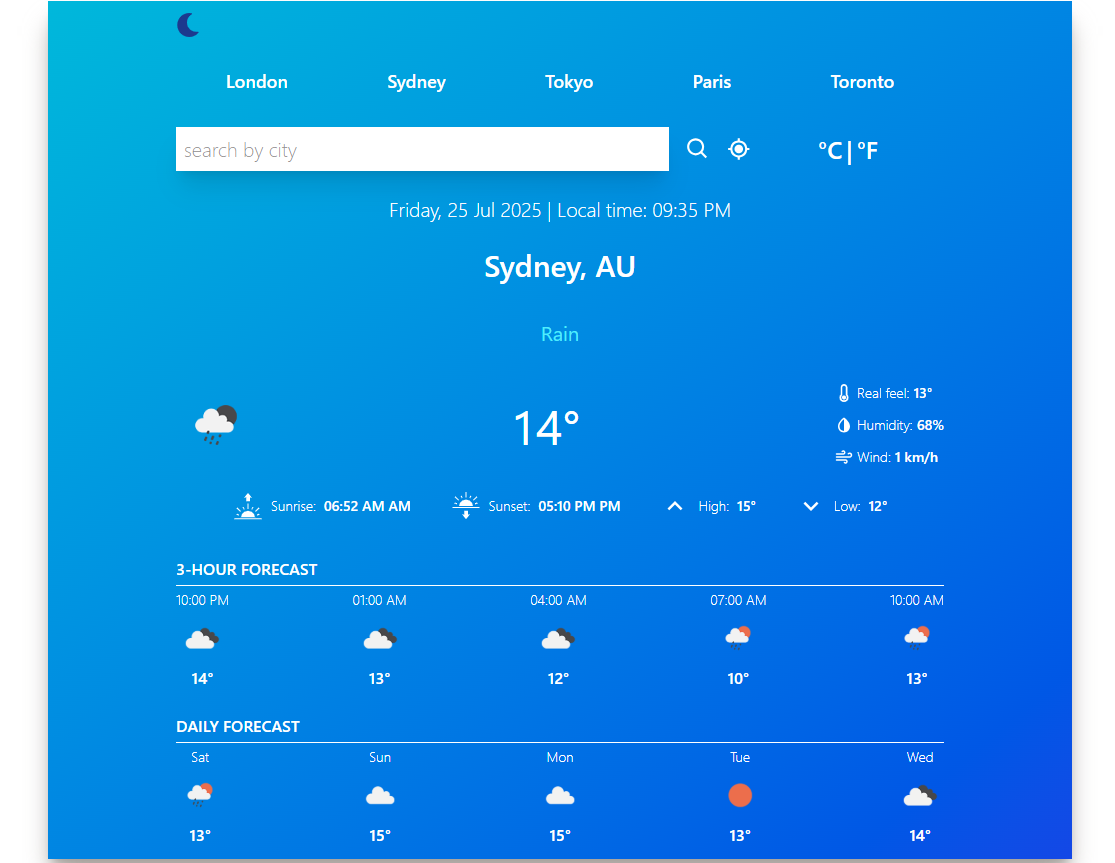 London Sydney Tokyo Paris Toronto
search by city °C | °F
Friday, 25 Jul 2025 | Local time: 09:35 PM
Sydney, AU
Rain
14°
Real feel: 13°
Humidity: 68%
Wind: 1 km/h
Sunrise: 06:52 AM AM Sunset: 05:10 PM PM High: 15° Low: 12°
3-HOUR FORECAST
10:00 PM 01:00 AM 04:00 AM 07:00 AM 10:00 AM
14° 13° 12° 10° 13°
DAILY FORECAST
Sat Sun Mon Tue Wed
13° 15° 15° 13° 14°